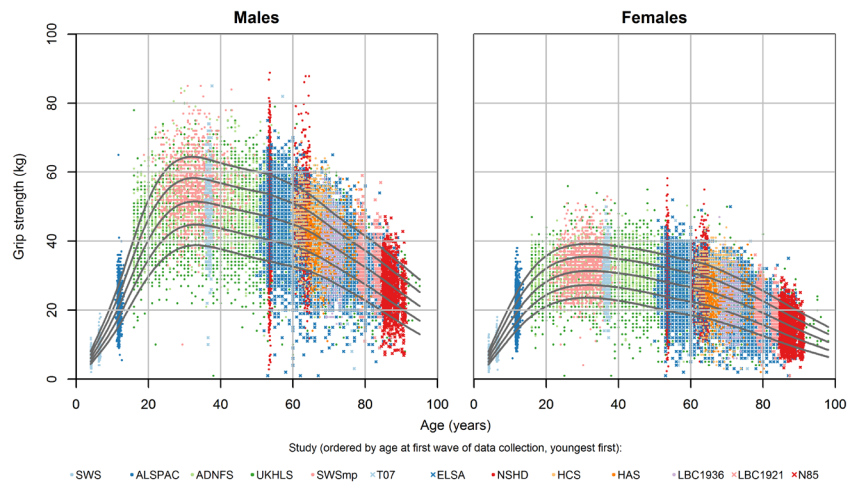 Males
Females
Grip strength (kg)
100
80
60
40
20
0
0 20 40 60 80 100
0 20 40 60 80 100
Age (years)
Study (ordered by age at first wave of data collection, youngest first):
SWS ALSPAC ADNFS UKHLS SWSmp T07 ELSA NSHD HCS HAS LBC1936 LBC1921 N85